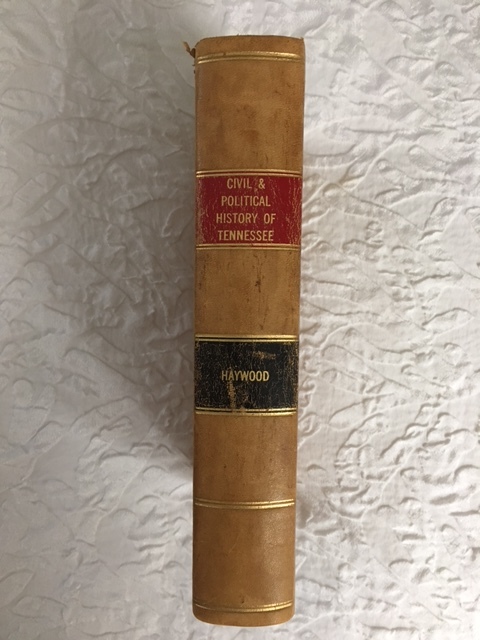 CIVIL &
POLITICAL
HISTORY OF
TENNESSEE
HAYWOOD